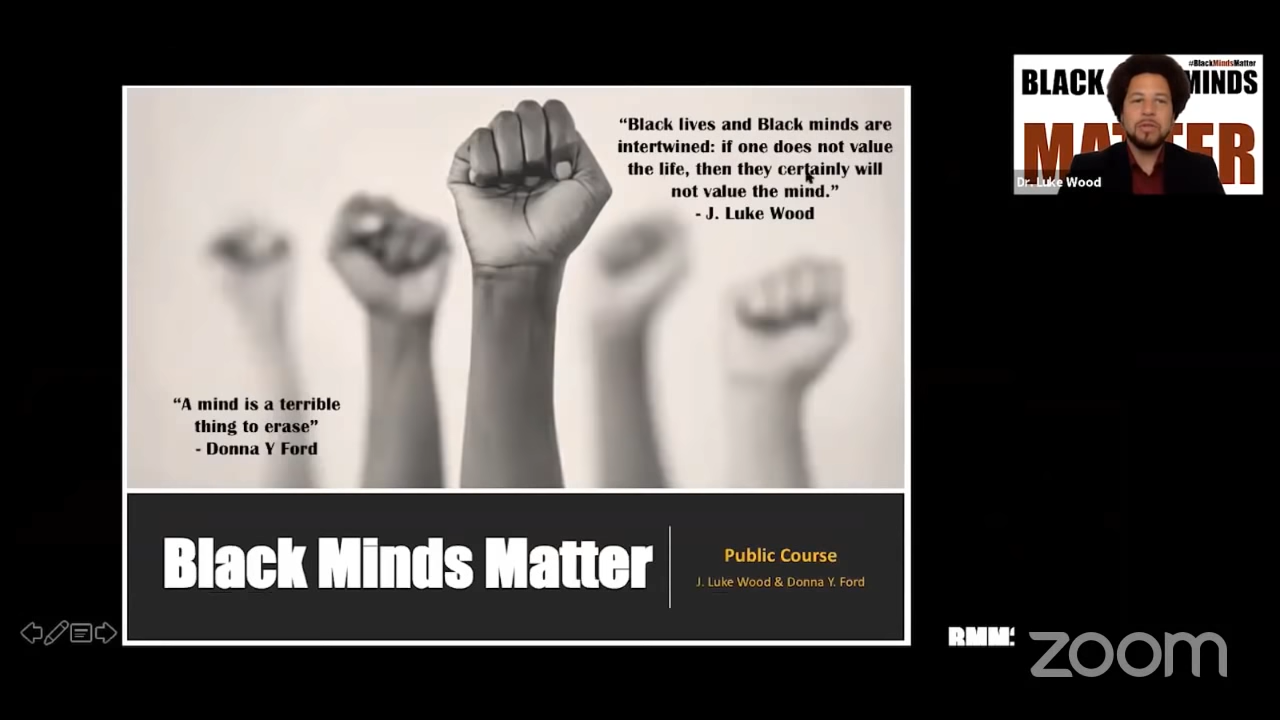 “Black lives and Black minds are
intertwined: if one does not value
the life, then they certainly will
not value the mind.”
- J. Luke Wood
“A mind is a terrible
thing to erase”
- Donna Y Ford
Black Minds Matter
Public Course
J. Luke Wood & Donna Y. Ford
#BlackMindsMatter
BLACK MINDS
Dr. Luke Wood
zoom